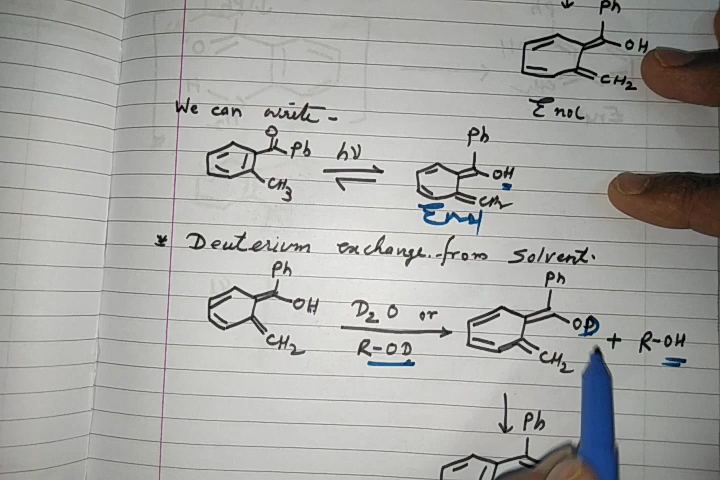 Ph
OH
CH2
Enol
We can write -
O
Ph
hν
CH3
Ph
OH
CH2
Enol
* Deuterium exchange from solvent.
Ph
OH
CH2
D2O or
R-OD
Ph
OD
CH2
+ R-OH
Ph